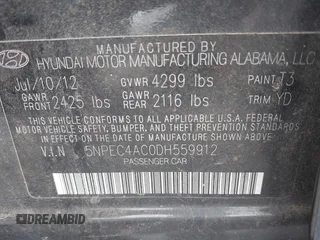 MANUFACTURED BY
HYUNDAI MOTOR MANUFACTURING ALABAMA, LLC
Jul/10/12 GVWR 4299 lbs PAINT T3
GAWR FRONT 2425 lbs GAWR REAR 2116 lbs TRIM YD
THIS VEHICLE CONFORMS TO ALL APPLICABLE U.S. FEDERAL
MOTOR VEHICLE SAFETY, BUMPER, AND THEFT PREVENTION
STANDARDS IN EFFECT ON THE DATE OF MANUFACTURE SHOWN ABOVE.
V.I.N 5NPEC4AC0DH559912
PASSENGER CAR
DREAMBID